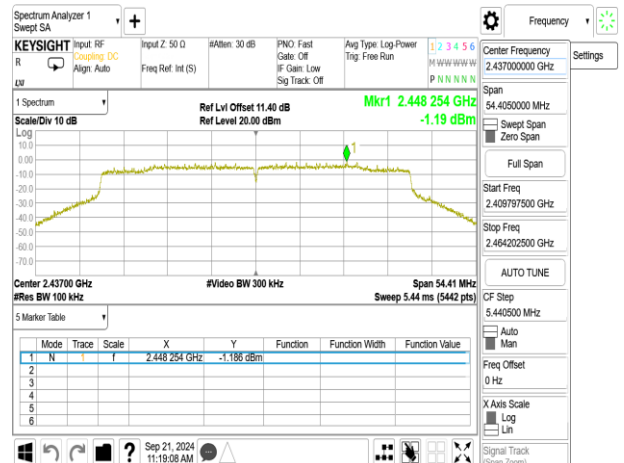 Spectrum Analyzer 1
Swept SA
Frequency
KEYSIGHT
R
Input: RF
Coupling: DC
Align: Auto
Input Z: 50 Ω
Freq Ref: Int (S)
#Atten: 30 dB
PNO: Fast
Gate: Off
IF Gain: Low
Sig Track: Off
Avg Type: Log-Power
Trig: Free Run
1 2 3 4 5 6
M W W W W W
P N N N N N
Center Frequency
2.437000000 GHz
Settings
Span
54.4050000 MHz
Swept Span
Zero Span
Full Span
Start Freq
2.409797500 GHz
Stop Freq
2.464202500 GHz
AUTO TUNE
CF Step
5.440500 MHz
Auto
Man
Freq Offset
0 Hz
X Axis Scale
Log
Lin
Signal Track
(Span Zoom)
1 Spectrum
Scale/Div 10 dB
Ref Lvl Offset 11.40 dB
Ref Level 20.00 dBm
Mkr1 2.448 254 GHz
-1.19 dBm
Log
10.0
0.00
-10.0
-20.0
-30.0
-40.0
-50.0
-60.0
-70.0
1
Center 2.43700 GHz
#Res BW 100 kHz
#Video BW 300 kHz
Span 54.41 MHz
Sweep 5.44 ms (5442 pts)
5 Marker Table
Mode Trace Scale X Y Function Function Width Function Value
1 N 1 f 2.448 254 GHz -1.186 dBm
2
3
4
5
6
?
Sep 21, 2024
11:19:08 AM